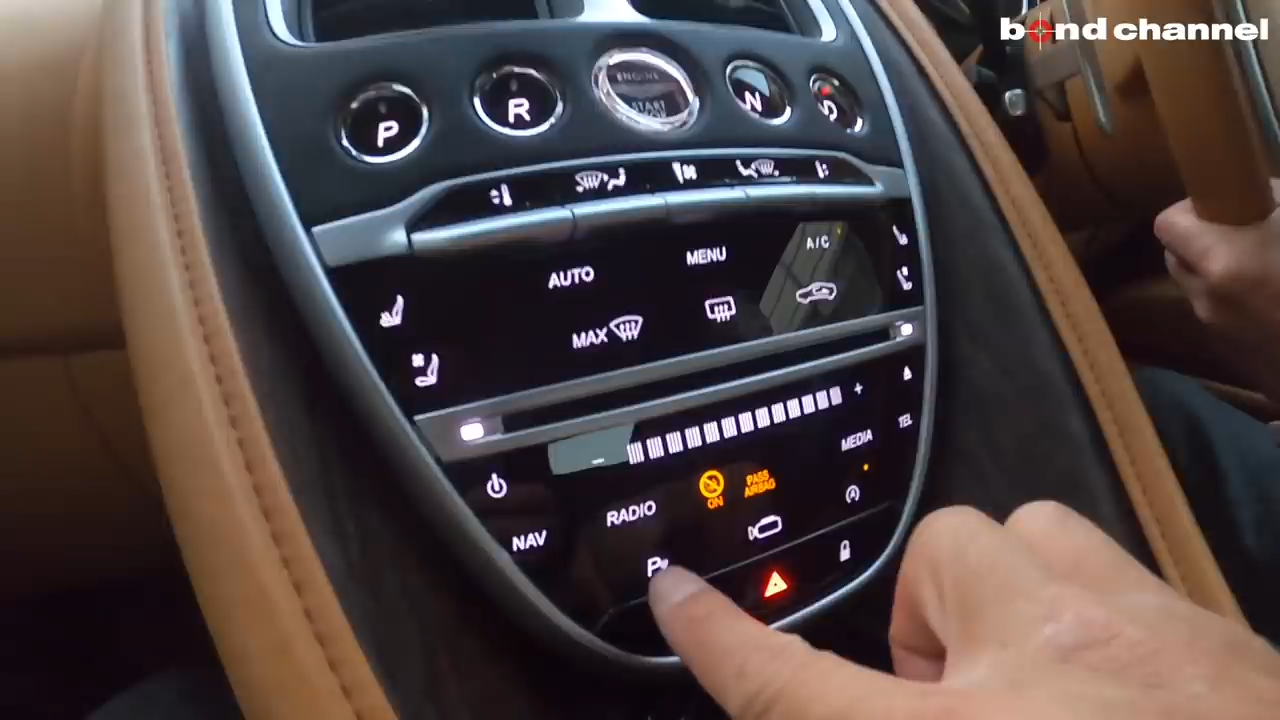 bond channel
P
R
ENGINE
START
N
AUTO
MENU
A/C
MAX
+
-
TEL
MEDIA
PASS
AIRBAG
ON
RADIO
NAV
P